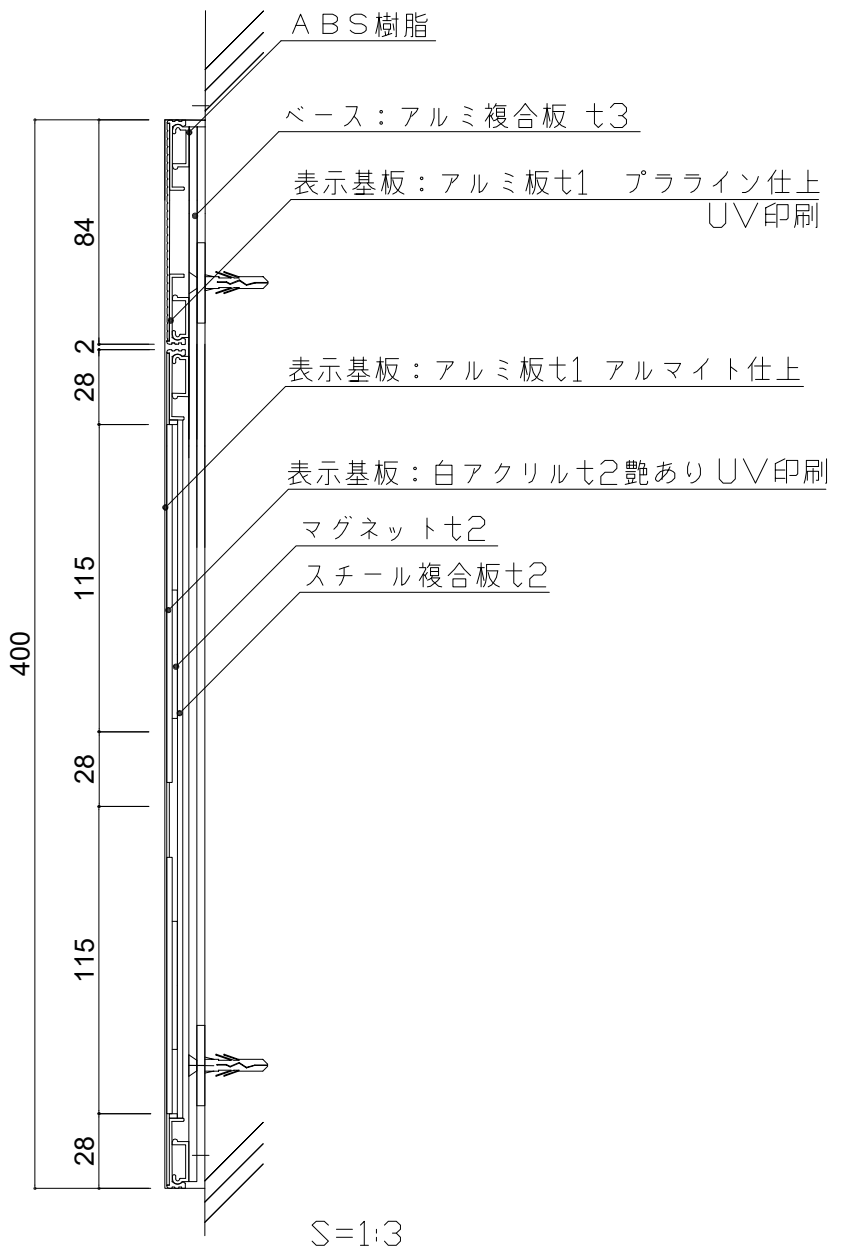 ABS樹脂
ベース：アルミ複合板 t3
表示基板：アルミ板t1　プラライン仕上
UV印刷
表示基板：アルミ板t1 アルマイト仕上
表示基板：白アクリルt2艶ありUV印刷
マグネットt2
スチール複合板t2
84
2
28
115
400
28
115
28
S=1:3